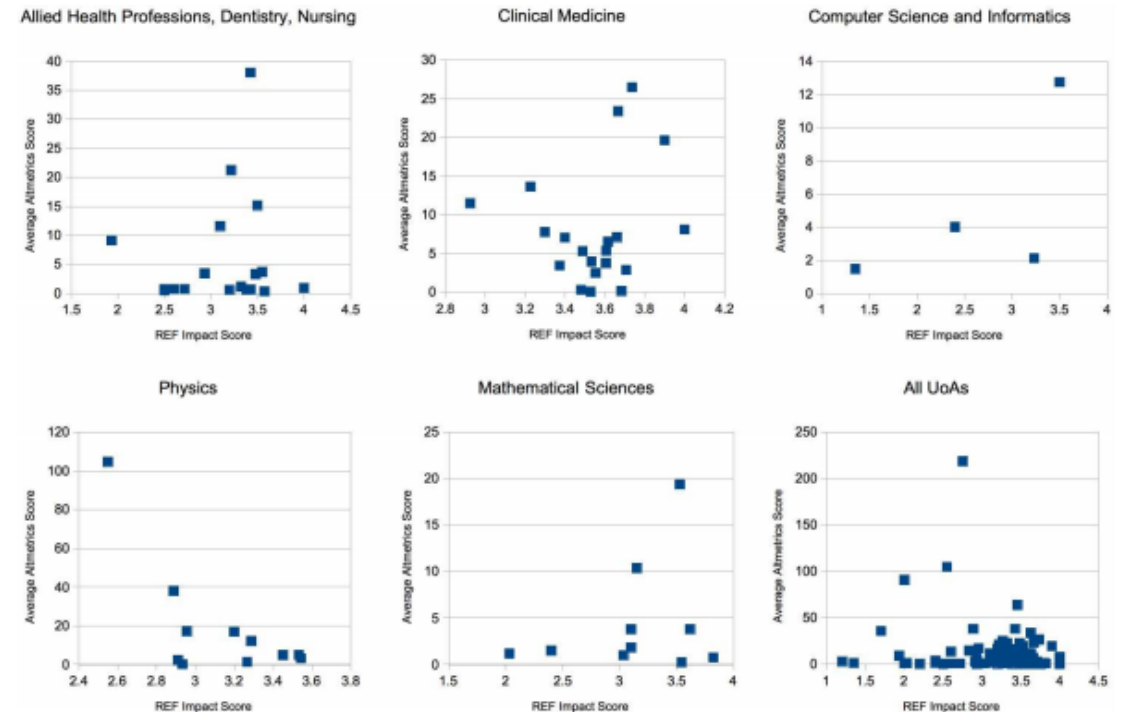 Allied Health Professions, Dentistry, Nursing
40
35
30
25
20
15
10
5
0
Average Altmetrics Score
1.5 2 2.5 3 3.5 4 4.5
REF Impact Score
Clinical Medicine
30
25
20
15
10
5
0
Average Altmetrics Score
2.8 3 3.2 3.4 3.6 3.8 4 4.2
REF Impact Score
Computer Science and Informatics
14
12
10
8
6
4
2
0
Average Altmetrics Score
1 1.5 2 2.5 3 3.5 4
REF Impact Score
Physics
120
100
80
60
40
20
0
Average Altmetrics Score
2.4 2.6 2.8 3 3.2 3.4 3.6 3.8
REF Impact Score
Mathematical Sciences
25
20
15
10
5
0
Average Altmetrics Score
1.5 2 2.5 3 3.5 4
REF Impact Score
All UoAs
250
200
150
100
50
0
Average Altmetrics Score
1 1.5 2 2.5 3 3.5 4 4.5
REF Impact Score